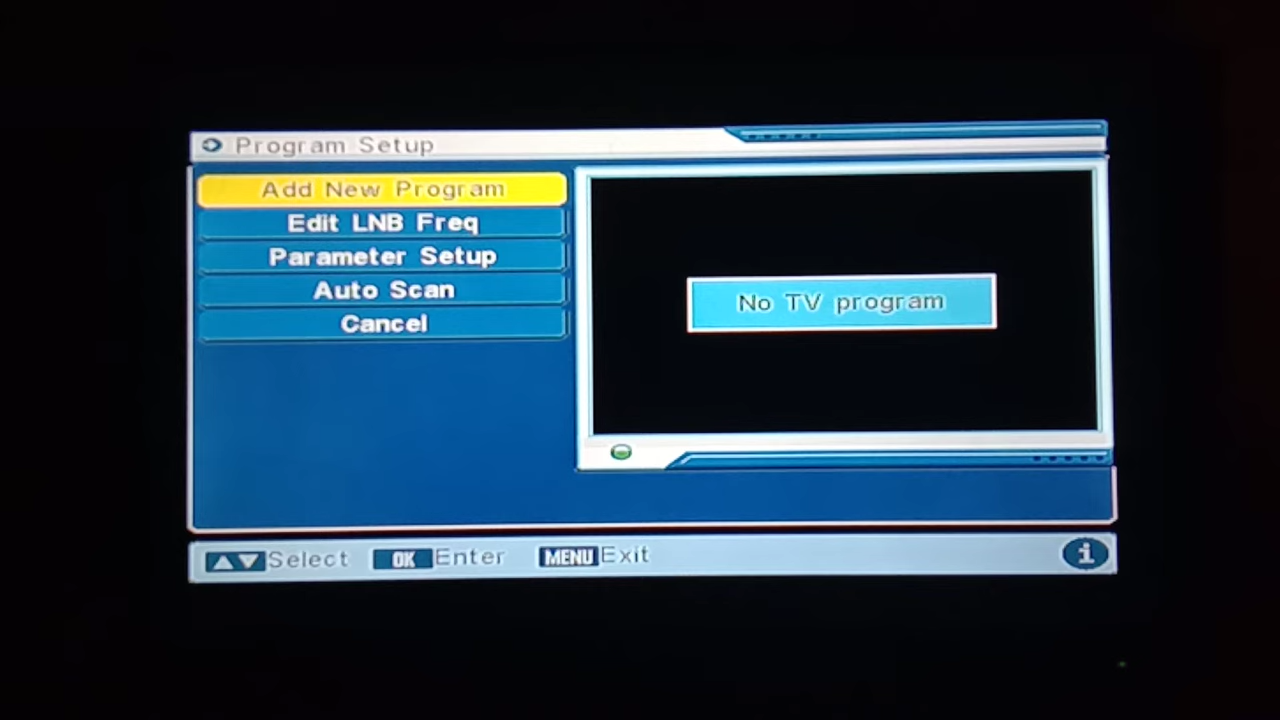 Program Setup
Add New Program
Edit LNB Freq
Parameter Setup
Auto Scan
Cancel
No TV program
▲▼ Select OK Enter MENU Exit i